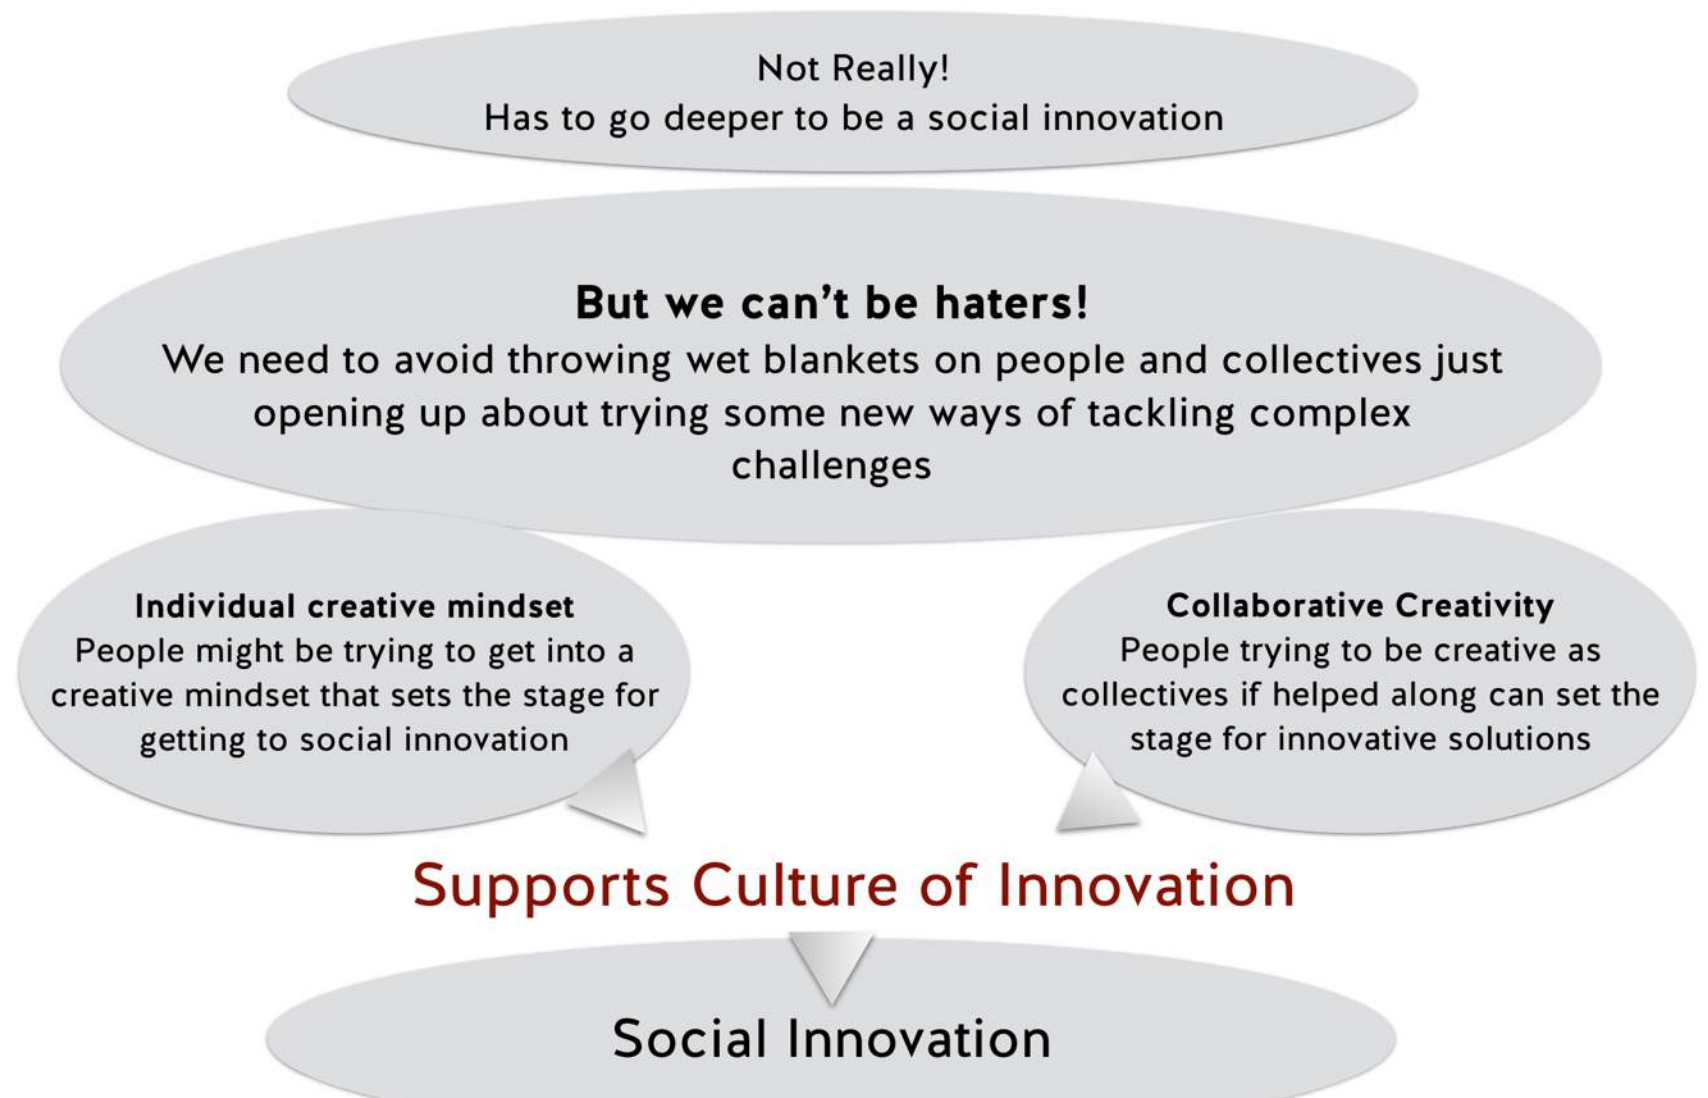 Not Really!
Has to go deeper to be a social innovation
But we can’t be haters!
We need to avoid throwing wet blankets on people and collectives just
opening up about trying some new ways of tackling complex
challenges
Individual creative mindset
People might be trying to get into a
creative mindset that sets the stage for
getting to social innovation
Collaborative Creativity
People trying to be creative as
collectives if helped along can set the
stage for innovative solutions
Supports Culture of Innovation
Social Innovation